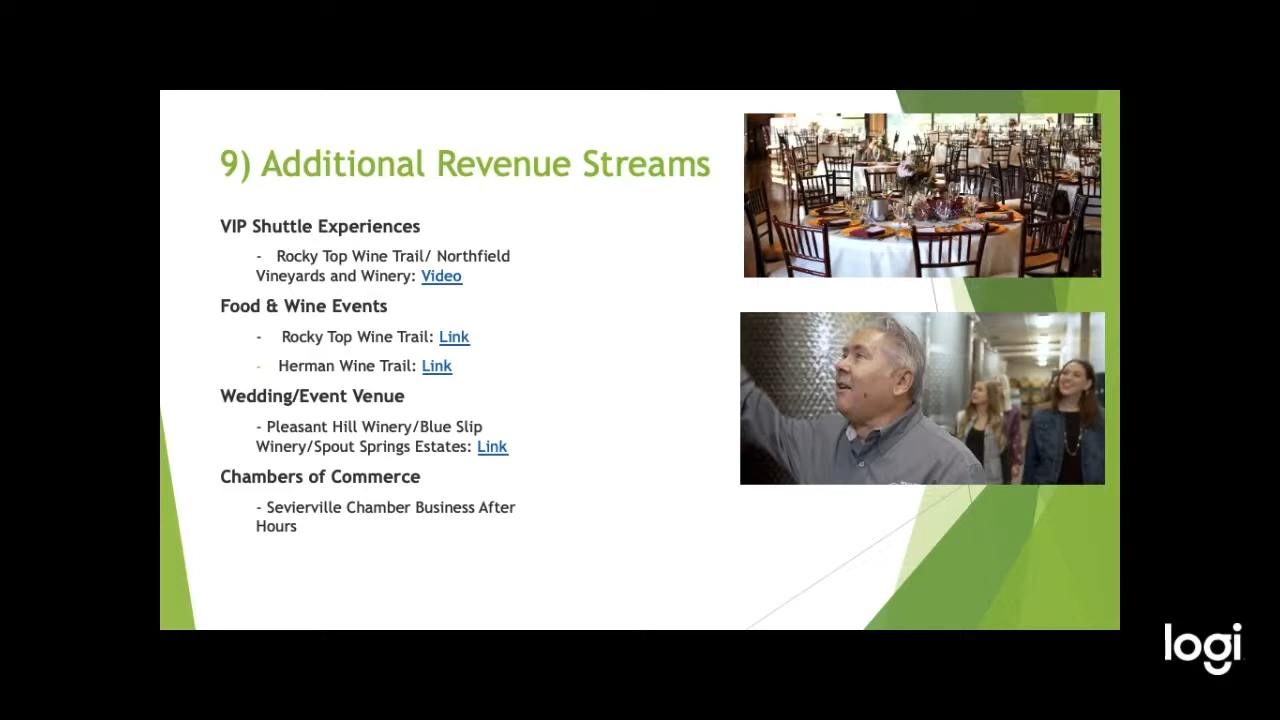 9) Additional Revenue Streams
VIP Shuttle Experiences
- Rocky Top Wine Trail/ Northfield
Vineyards and Winery: Video
Food & Wine Events
- Rocky Top Wine Trail: Link
- Herman Wine Trail: Link
Wedding/Event Venue
- Pleasant Hill Winery/Blue Slip
Winery/Spout Springs Estates: Link
Chambers of Commerce
- Sevierville Chamber Business After
Hours
logi